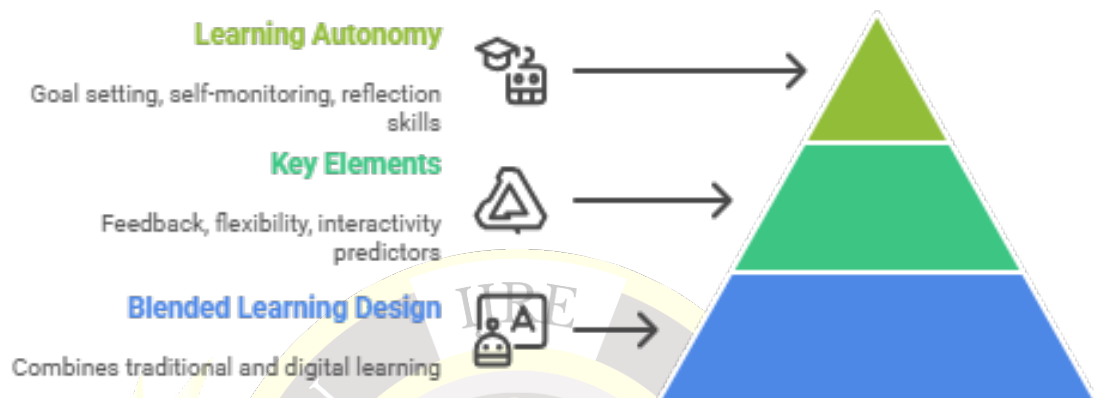 Learning Autonomy
Goal setting, self-monitoring, reflection
skills
Key Elements
Feedback, flexibility, interactivity
predictors
Blended Learning Design
A
Combines traditional and digital learning